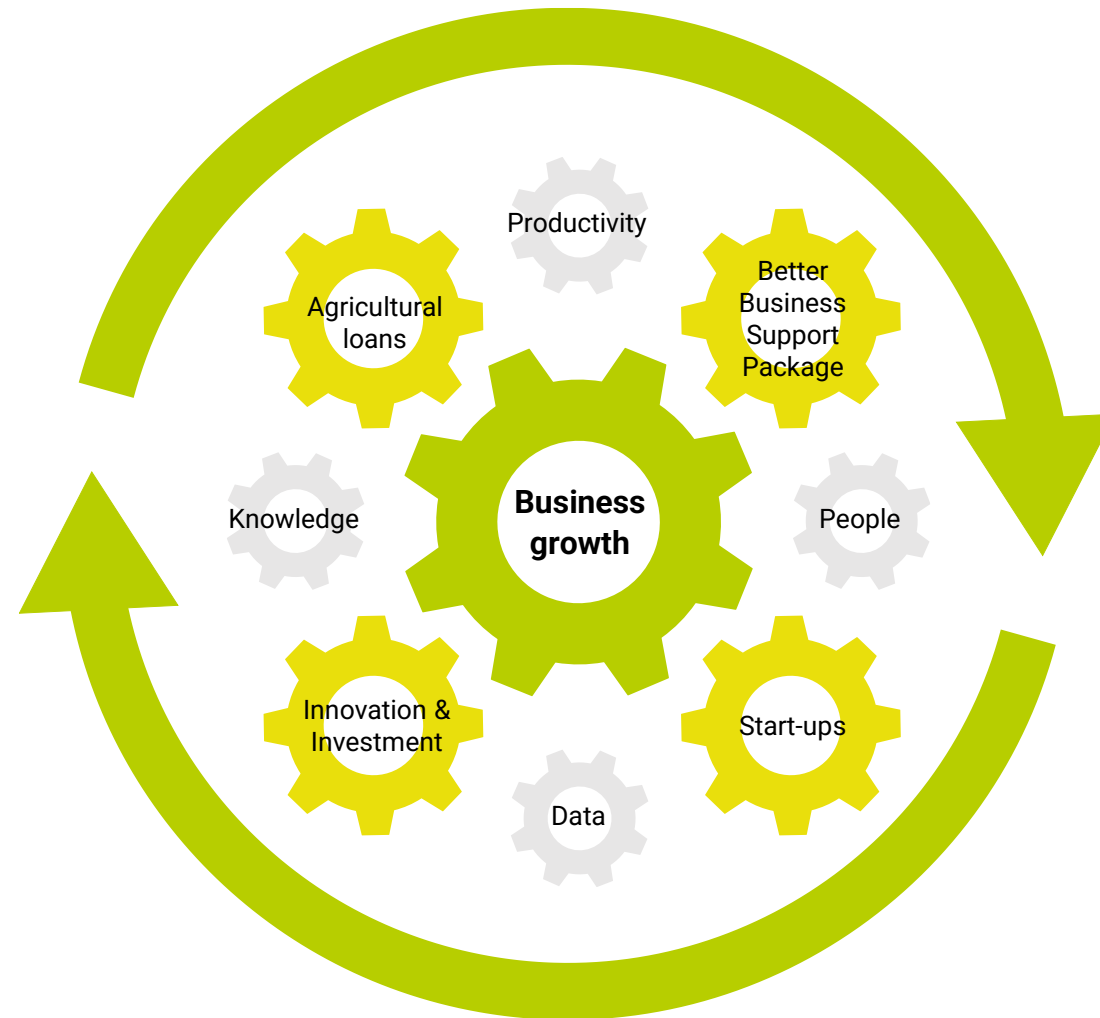 Productivity
Agricultural
loans
Better
Business
Support
Package
Knowledge
Business
growth
People
Innovation &
Investment
Start-ups
Data